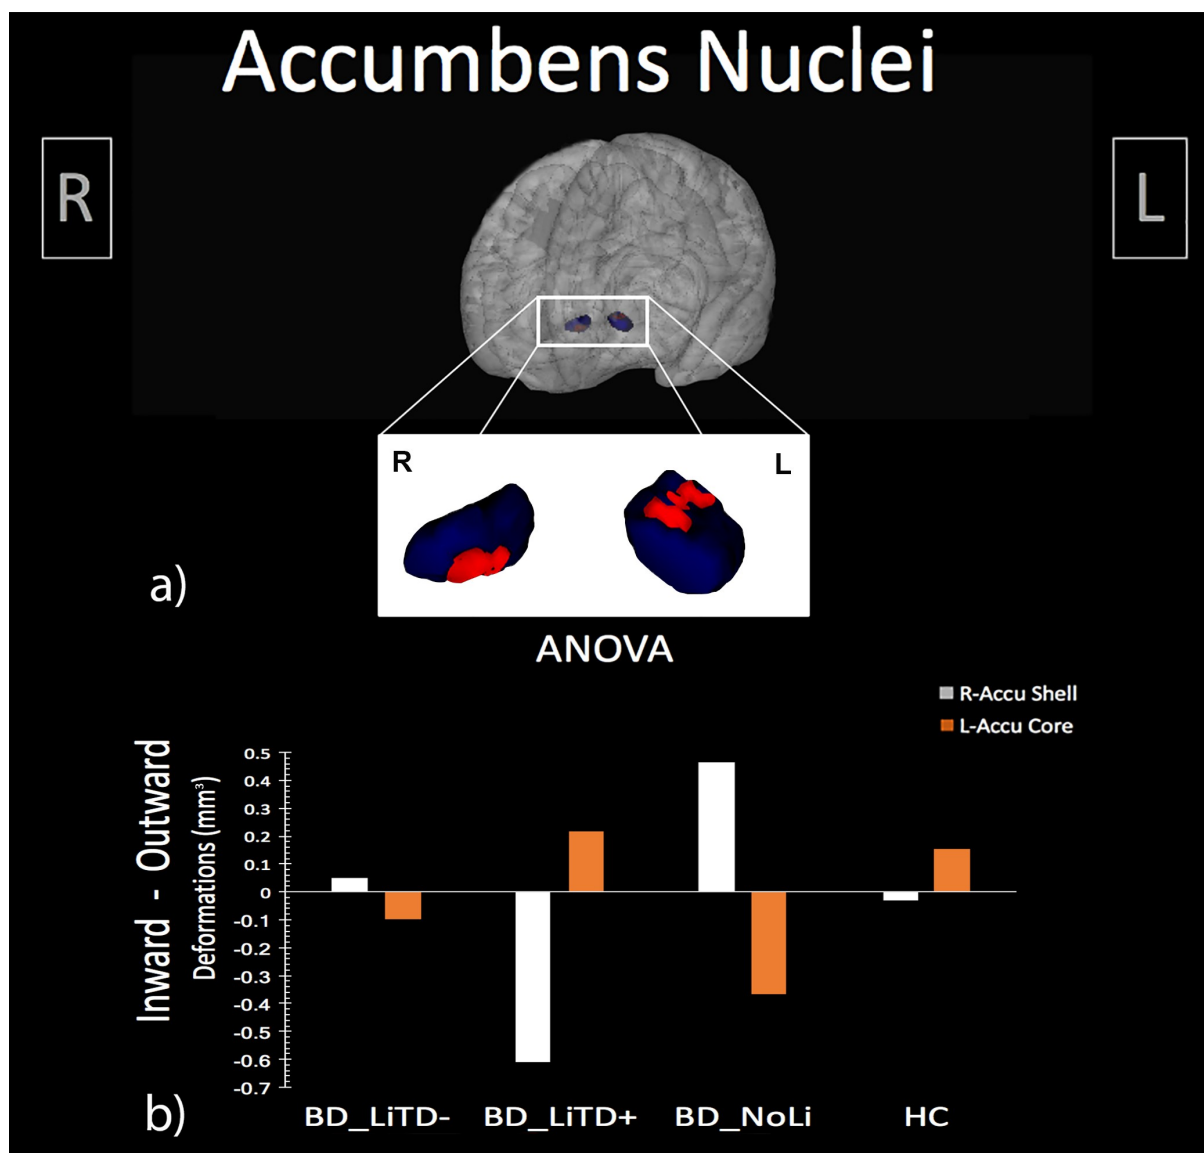 Accumbens Nuclei
R
L
R
L
a)
ANOVA
R-Accu Shell
L-Accu Core
Inward - Outward
Deformations (mm³)
0.5
0.4
0.3
0.2
0.1
0
-0.1
-0.2
-0.3
-0.4
-0.5
-0.6
-0.7
b)
BD_LiTD- BD_LiTD+ BD_NoLi HC